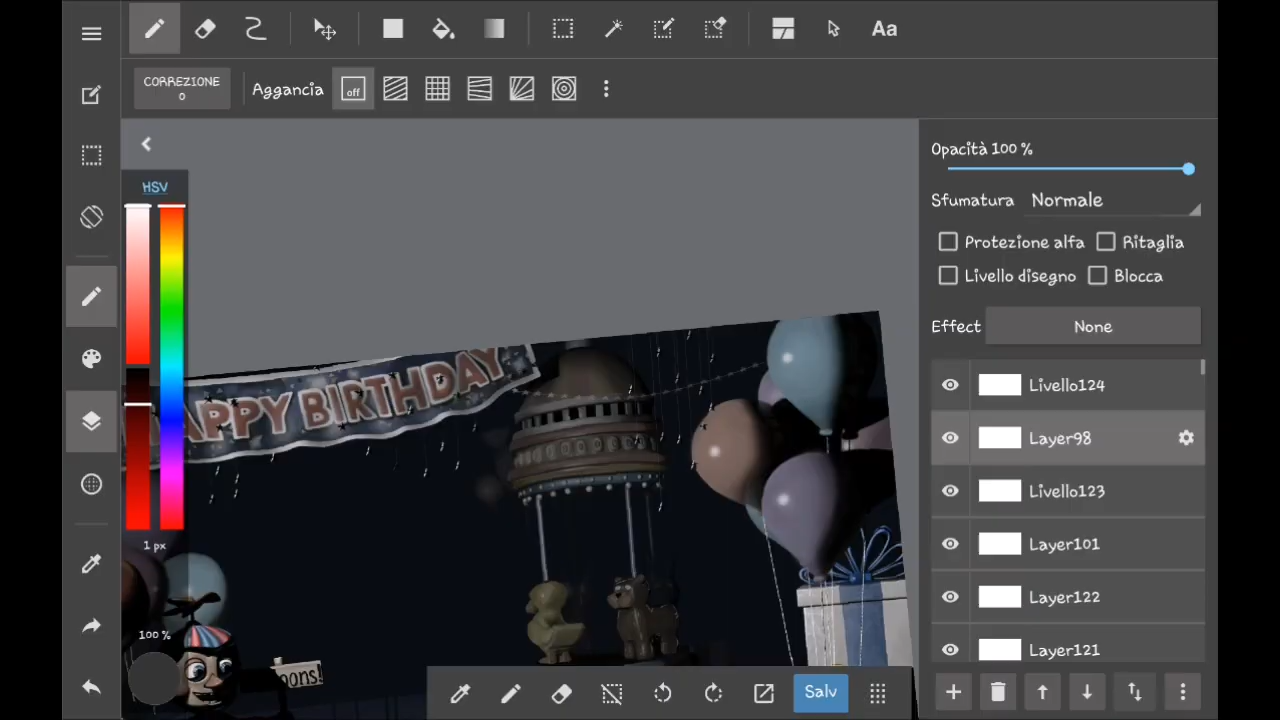 Aa
CORREZIONE
0
Aggancia
off
HSV
1 px
100 %
Opacità 100 %
Sfumatura Normale
Protezione alfa Ritaglia
Livello disegno Blocca
Effect None
Livello124
Layer98
Livello123
Layer101
Layer122
Layer121
APPY BIRTHDAY
oons!
Salv